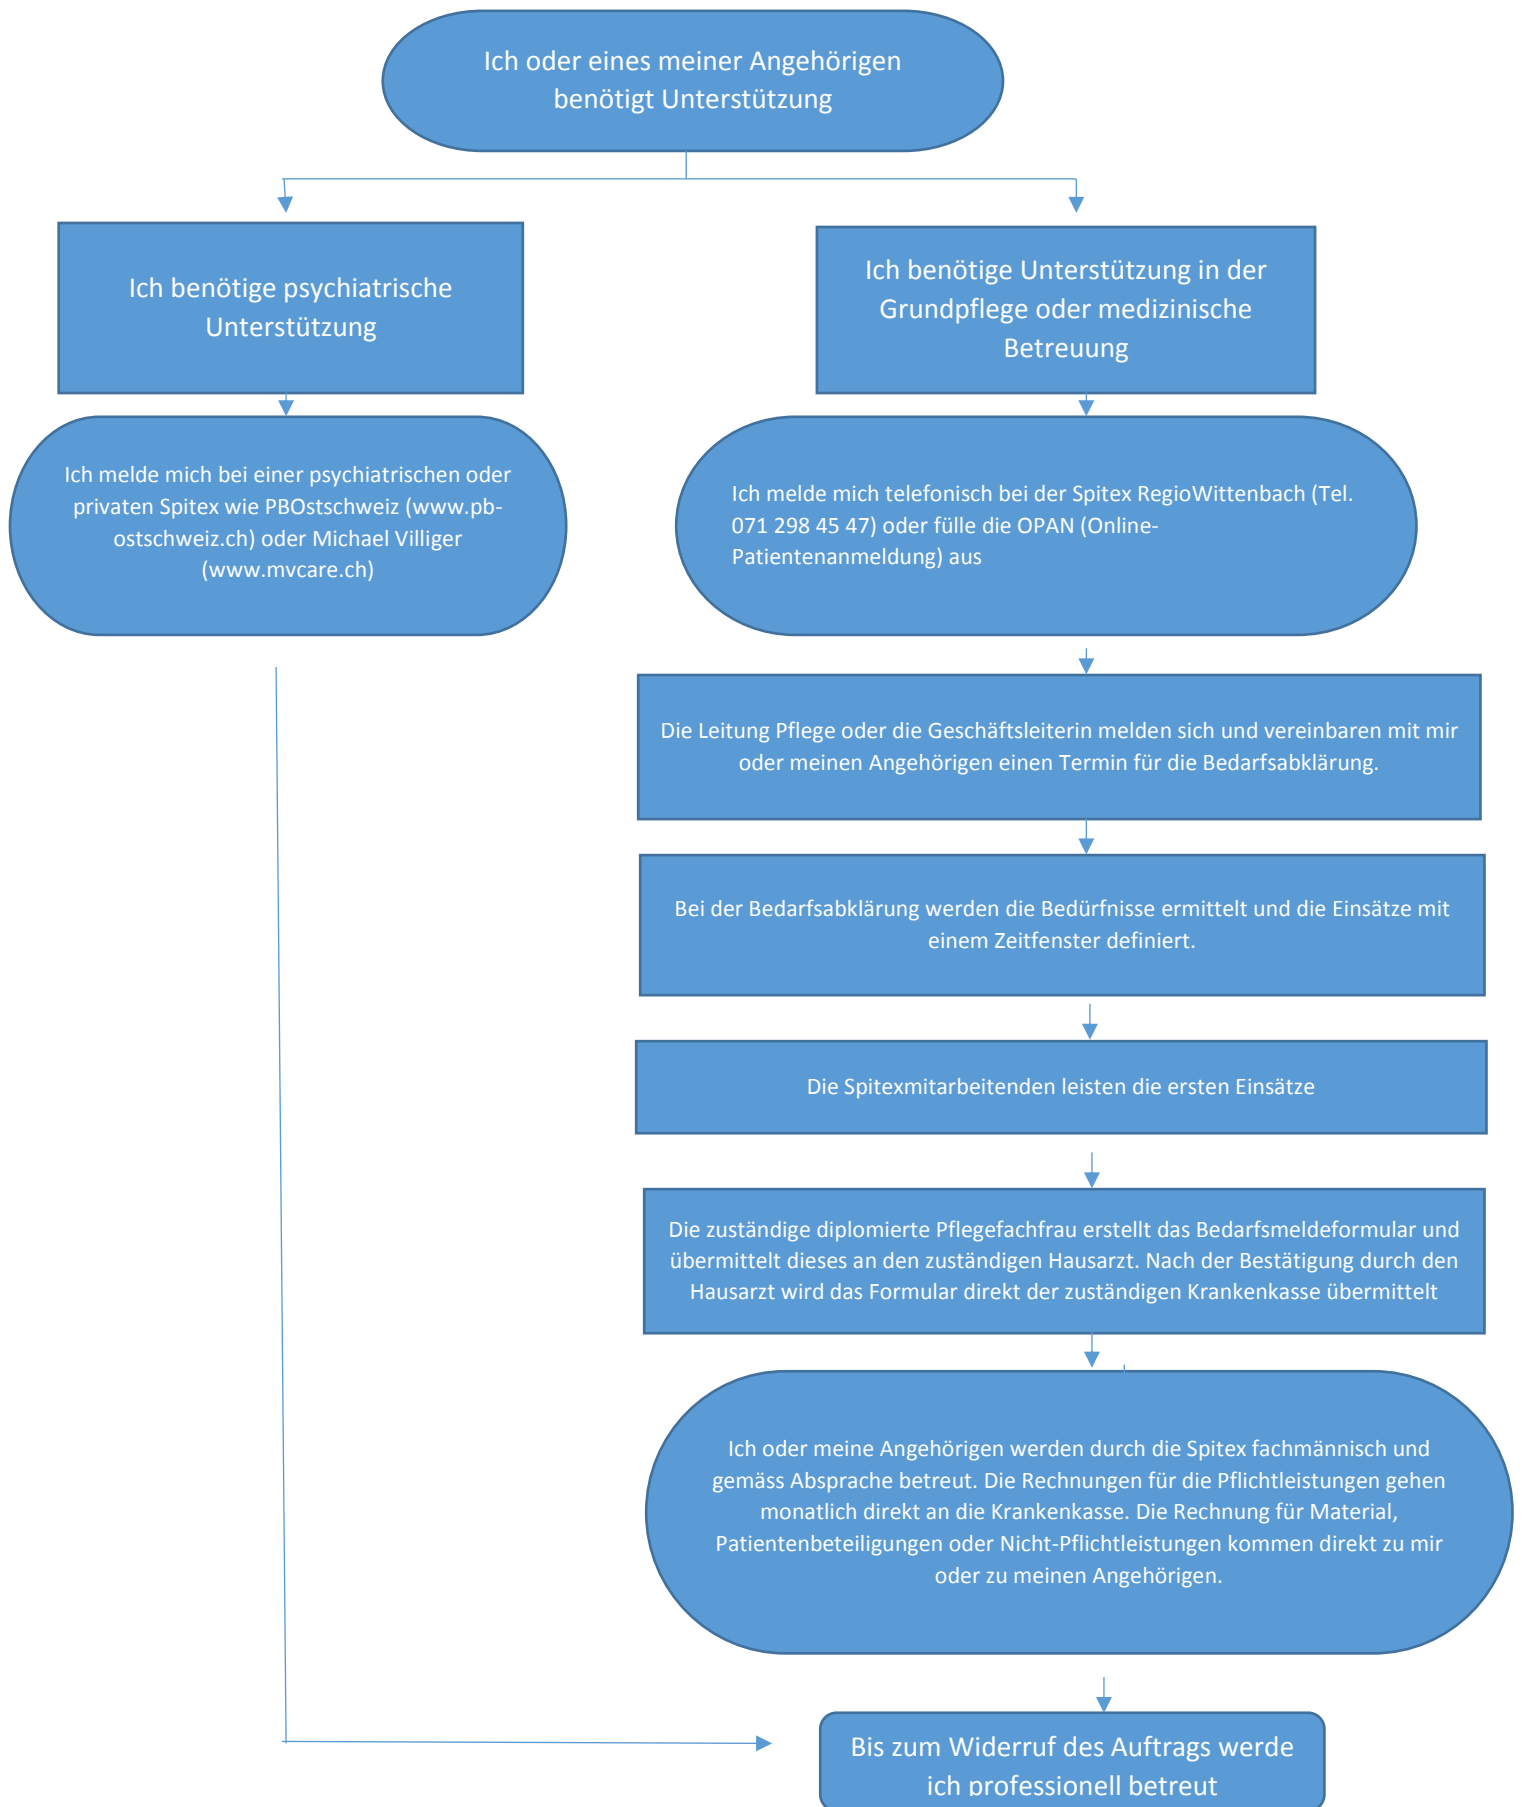 Ich oder eines meiner Angehörigen
benötigt Unterstützung
Ich benötige psychiatrische
Unterstützung
Ich benötige Unterstützung in der
Grundpflege oder medizinische
Betreuung
Ich melde mich bei einer psychiatrischen oder
privaten Spitex wie PBOstschweiz (www.pb-
ostschweiz.ch) oder Michael Villiger
(www.mvcare.ch)
Ich melde mich telefonisch bei der Spitex RegioWittenbach (Tel.
071 298 45 47) oder fülle die OPAN (Online-
Patientenanmeldung) aus
Die Leitung Pflege oder die Geschäftsleiterin melden sich und vereinbaren mit mir
oder meinen Angehörigen einen Termin für die Bedarfsabklärung.
Bei der Bedarfsabklärung werden die Bedürfnisse ermittelt und die Einsätze mit
einem Zeitfenster definiert.
Die Spitexmitarbeitenden leisten die ersten Einsätze
Die zuständige diplomierte Pflegefachfrau erstellt das Bedarfsmeldeformular und
übermittelt dieses an den zuständigen Hausarzt. Nach der Bestätigung durch den
Hausarzt wird das Formular direkt der zuständigen Krankenkasse übermittelt
Ich oder meine Angehörigen werden durch die Spitex fachmännisch und
gemäss Absprache betreut. Die Rechnungen für die Pflichtleistungen gehen
monatlich direkt an die Krankenkasse. Die Rechnung für Material,
Patientenbeteiligungen oder Nicht-Pflichtleistungen kommen direkt zu mir
oder zu meinen Angehörigen.
Bis zum Widerruf des Auftrags werde
ich professionell betreut